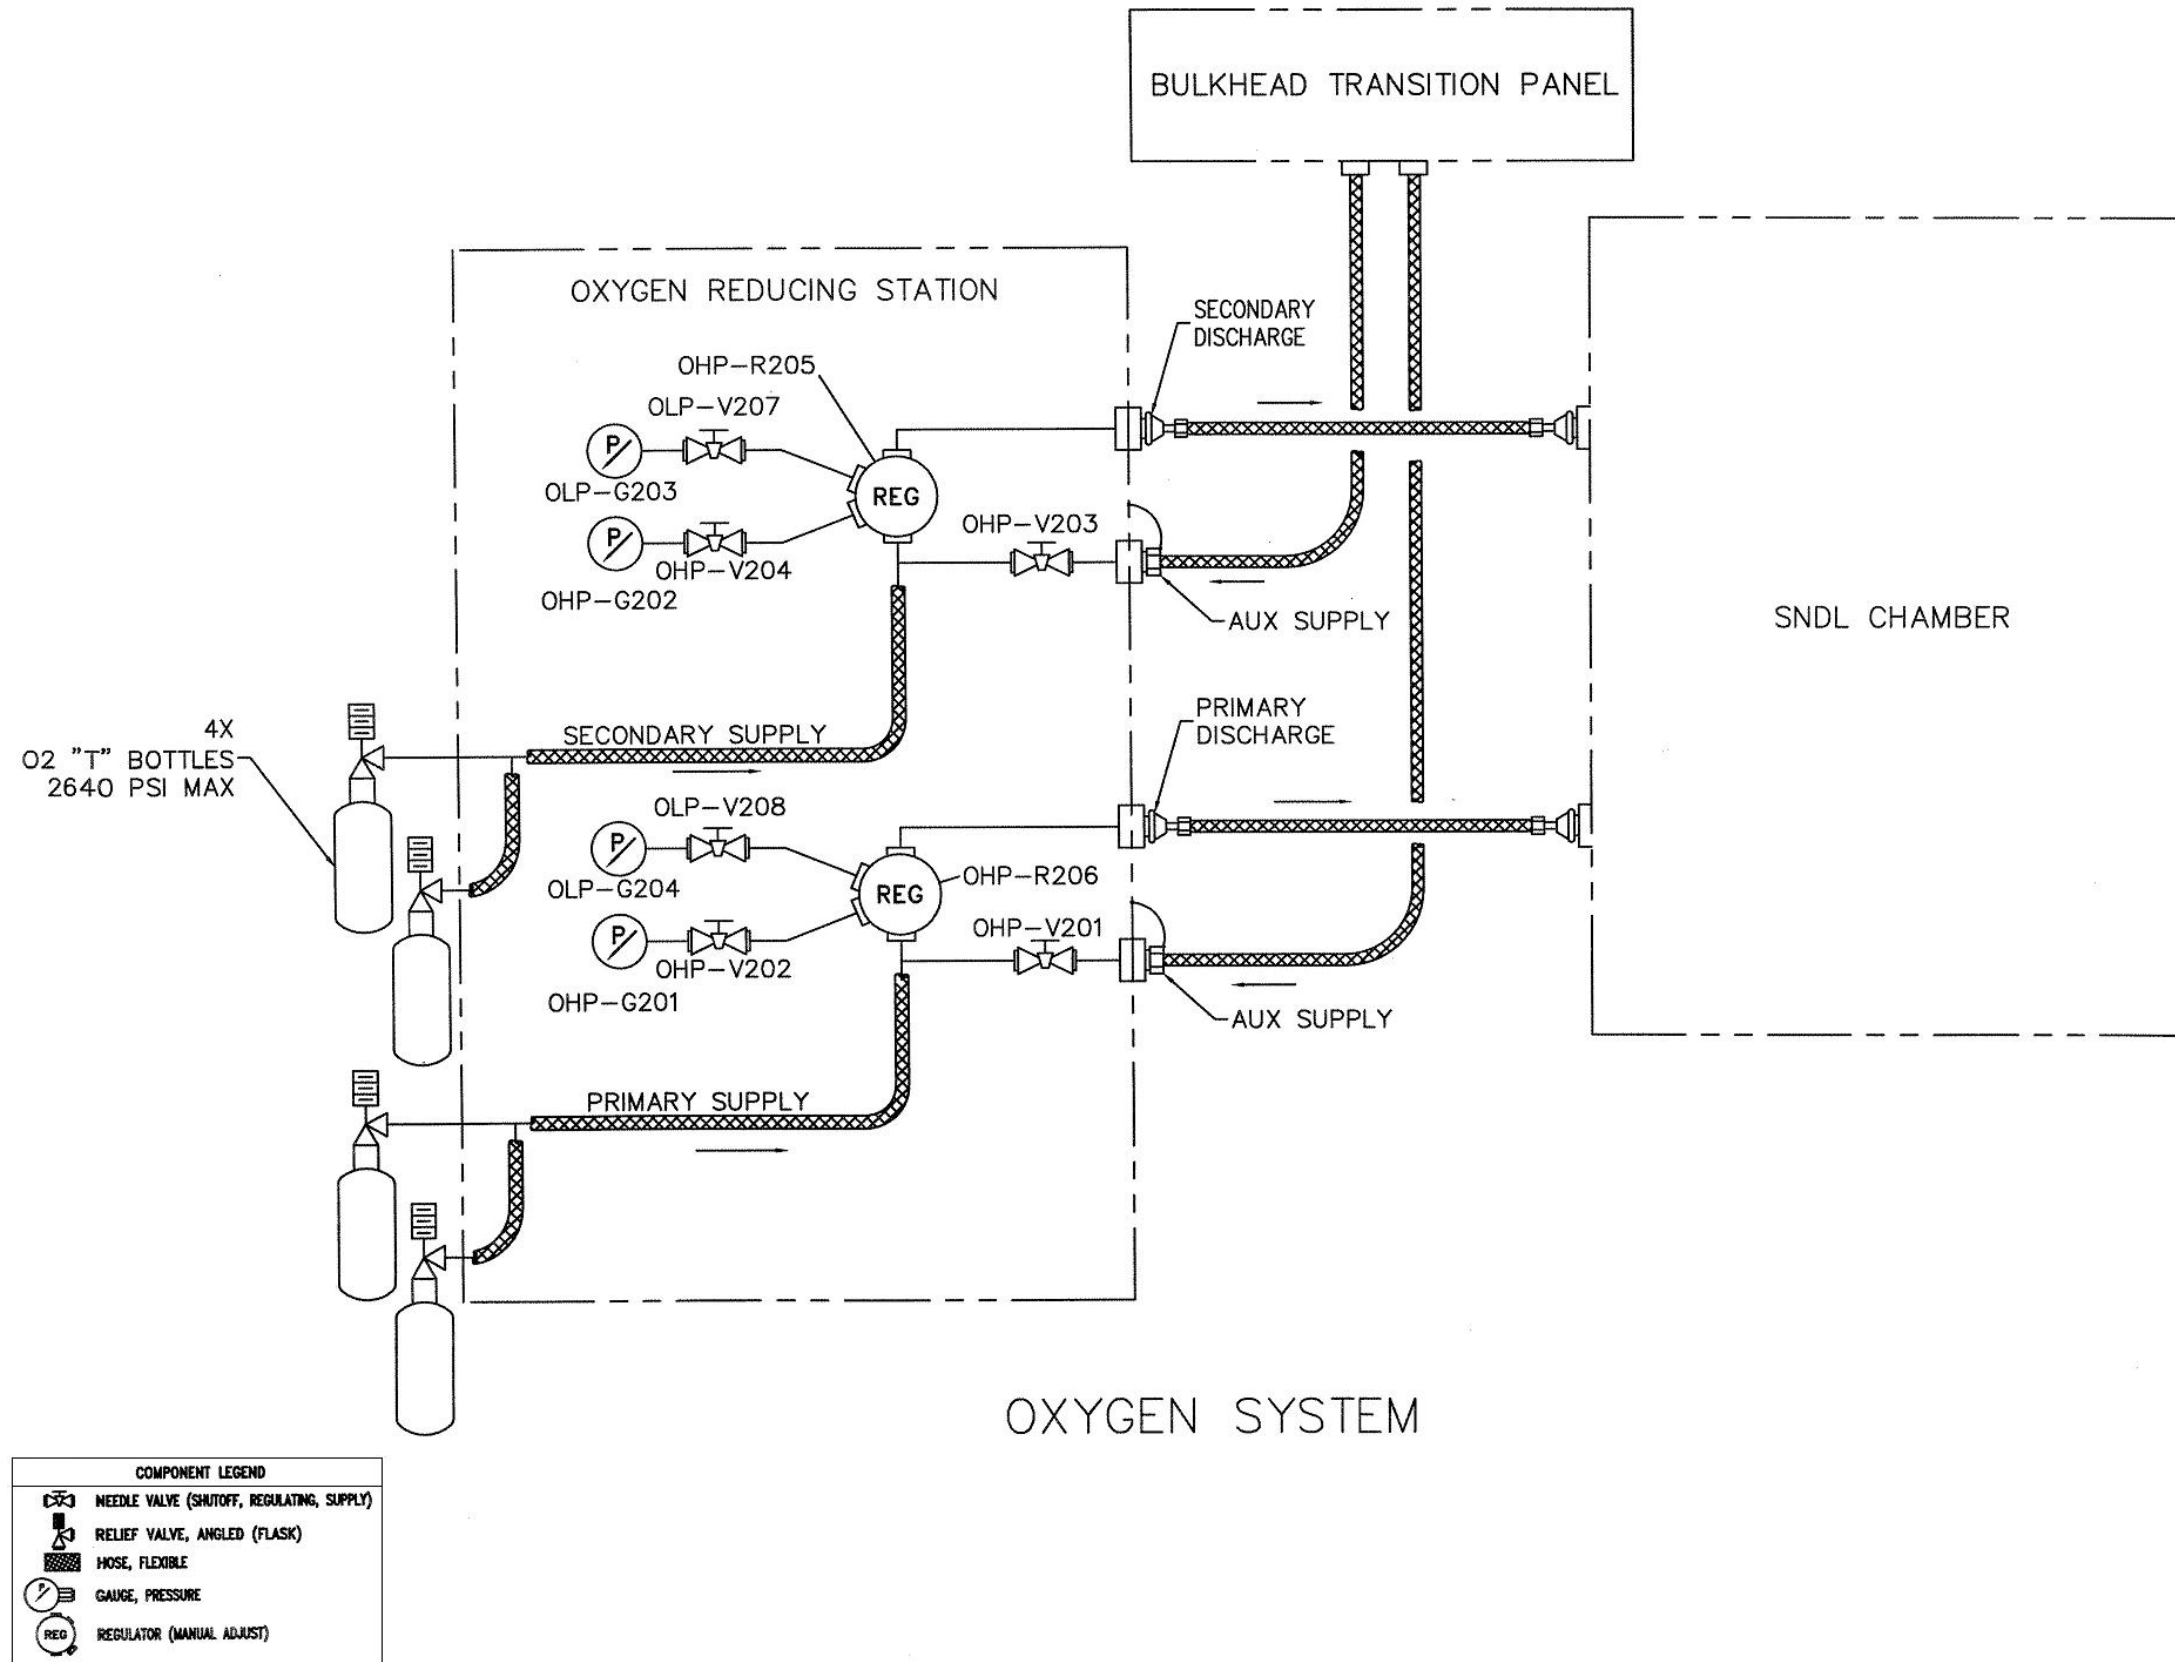 BULKHEAD TRANSITION PANEL
OXYGEN REDUCING STATION
SECONDARY
DISCHARGE
OHP-R205
OLP-V207
P
OLP-G203
REG
P
OHP-V204
OHP-G202
OHP-V203
AUX SUPPLY
SNDL CHAMBER
4X
O2 "T" BOTTLES
2640 PSI MAX
SECONDARY SUPPLY
PRIMARY
DISCHARGE
OLP-V208
P
OLP-G204
REG
OHP-R206
P
OHP-V202
OHP-G201
OHP-V201
AUX SUPPLY
PRIMARY SUPPLY
OXYGEN SYSTEM
COMPONENT LEGEND
NEEDLE VALVE (SHUTOFF, REGULATING, SUPPLY)
RELIEF VALVE, ANGLED (FLASK)
HOSE, FLEXIBLE
P
GAUGE, PRESSURE
REG
REGULATOR (MANUAL ADJUST)